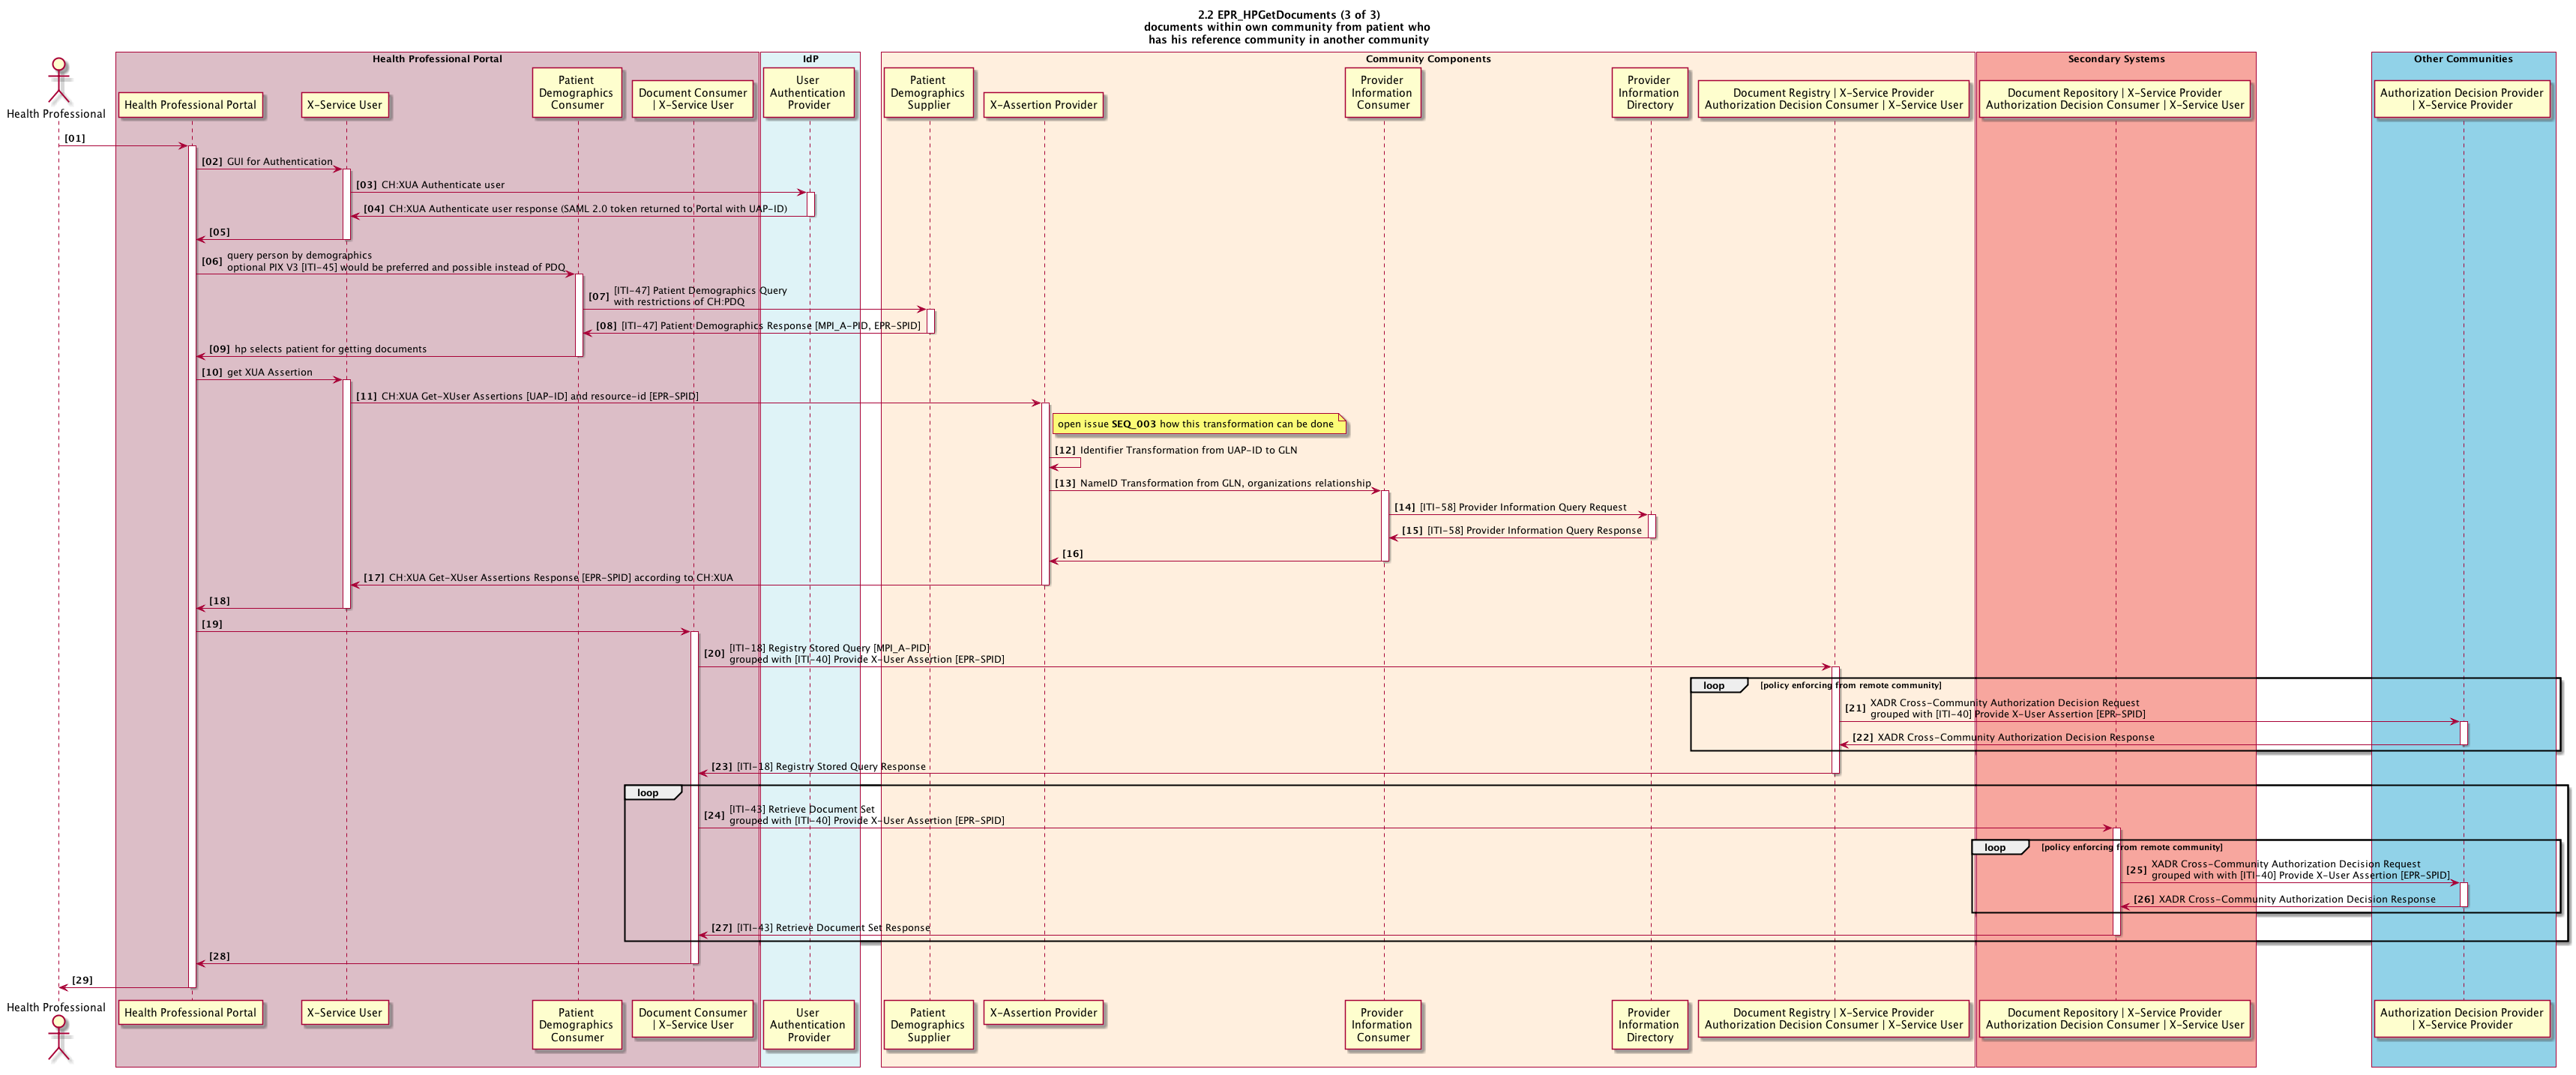 2.2 EPR_HPGetDocuments (3 of 3)
documents within own community from patient who
has his reference community in another community
Health Professional Portal
IdP
Community Components
Secondary Systems
Other Communities
Health Professional
Health Professional Portal
X-Service User
Patient
Demographics
Consumer
Document Consumer
| X-Service User
User
Authentication
Provider
Patient
Demographics
Supplier
X-Assertion Provider
Provider
Information
Consumer
Provider
Information
Directory
Document Registry | X-Service Provider
Authorization Decision Consumer | X-Service User
Document Repository | X-Service Provider
Authorization Decision Consumer | X-Service User
Authorization Decision Provider
| X-Service Provider
[01]
[02] GUI for Authentication
[03] CH:XUA Authenticate user
[04] CH:XUA Authenticate user response (SAML 2.0 token returned to Portal with UAP-ID)
[05]
[06] query person by demographics
optional PIX V3 [ITI-45] would be preferred and possible instead of PDQ
[07] [ITI-47] Patient Demographics Query
with restrictions of CH:PDQ
[08] [ITI-47] Patient Demographics Response [MPI_A-PID, EPR-SPID]
[09] hp selects patient for getting documents
[10] get XUA Assertion
[11] CH:XUA Get-XUser Assertions [UAP-ID] and resource-id [EPR-SPID]
open issue SEQ_003 how this transformation can be done
[12] Identifier Transformation from UAP-ID to GLN
[13] NameID Transformation from GLN, organizations relationship
[14] [ITI-58] Provider Information Query Request
[15] [ITI-58] Provider Information Query Response
[16]
[17] CH:XUA Get-XUser Assertions Response [EPR-SPID] according to CH:XUA
[18]
[19]
[20] [ITI-18] Registry Stored Query [MPI_A-PID]
grouped with [ITI-40] Provide X-User Assertion [EPR-SPID]
loop [policy enforcing from remote community]
[21] XADR Cross-Community Authorization Decision Request
grouped with [ITI-40] Provide X-User Assertion [EPR-SPID]
[22] XADR Cross-Community Authorization Decision Response
[23] [ITI-18] Registry Stored Query Response
loop
[24] [ITI-43] Retrieve Document Set
grouped with [ITI-40] Provide X-User Assertion [EPR-SPID]
loop [policy enforcing from remote community]
[25] XADR Cross-Community Authorization Decision Request
grouped with with [ITI-40] Provide X-User Assertion [EPR-SPID]
[26] XADR Cross-Community Authorization Decision Response
[27] [ITI-43] Retrieve Document Set Response
[28]
[29]
Health Professional
Health Professional Portal
X-Service User
Patient
Demographics
Consumer
Document Consumer
| X-Service User
User
Authentication
Provider
Patient
Demographics
Supplier
X-Assertion Provider
Provider
Information
Consumer
Provider
Information
Directory
Document Registry | X-Service Provider
Authorization Decision Consumer | X-Service User
Document Repository | X-Service Provider
Authorization Decision Consumer | X-Service User
Authorization Decision Provider
| X-Service Provider